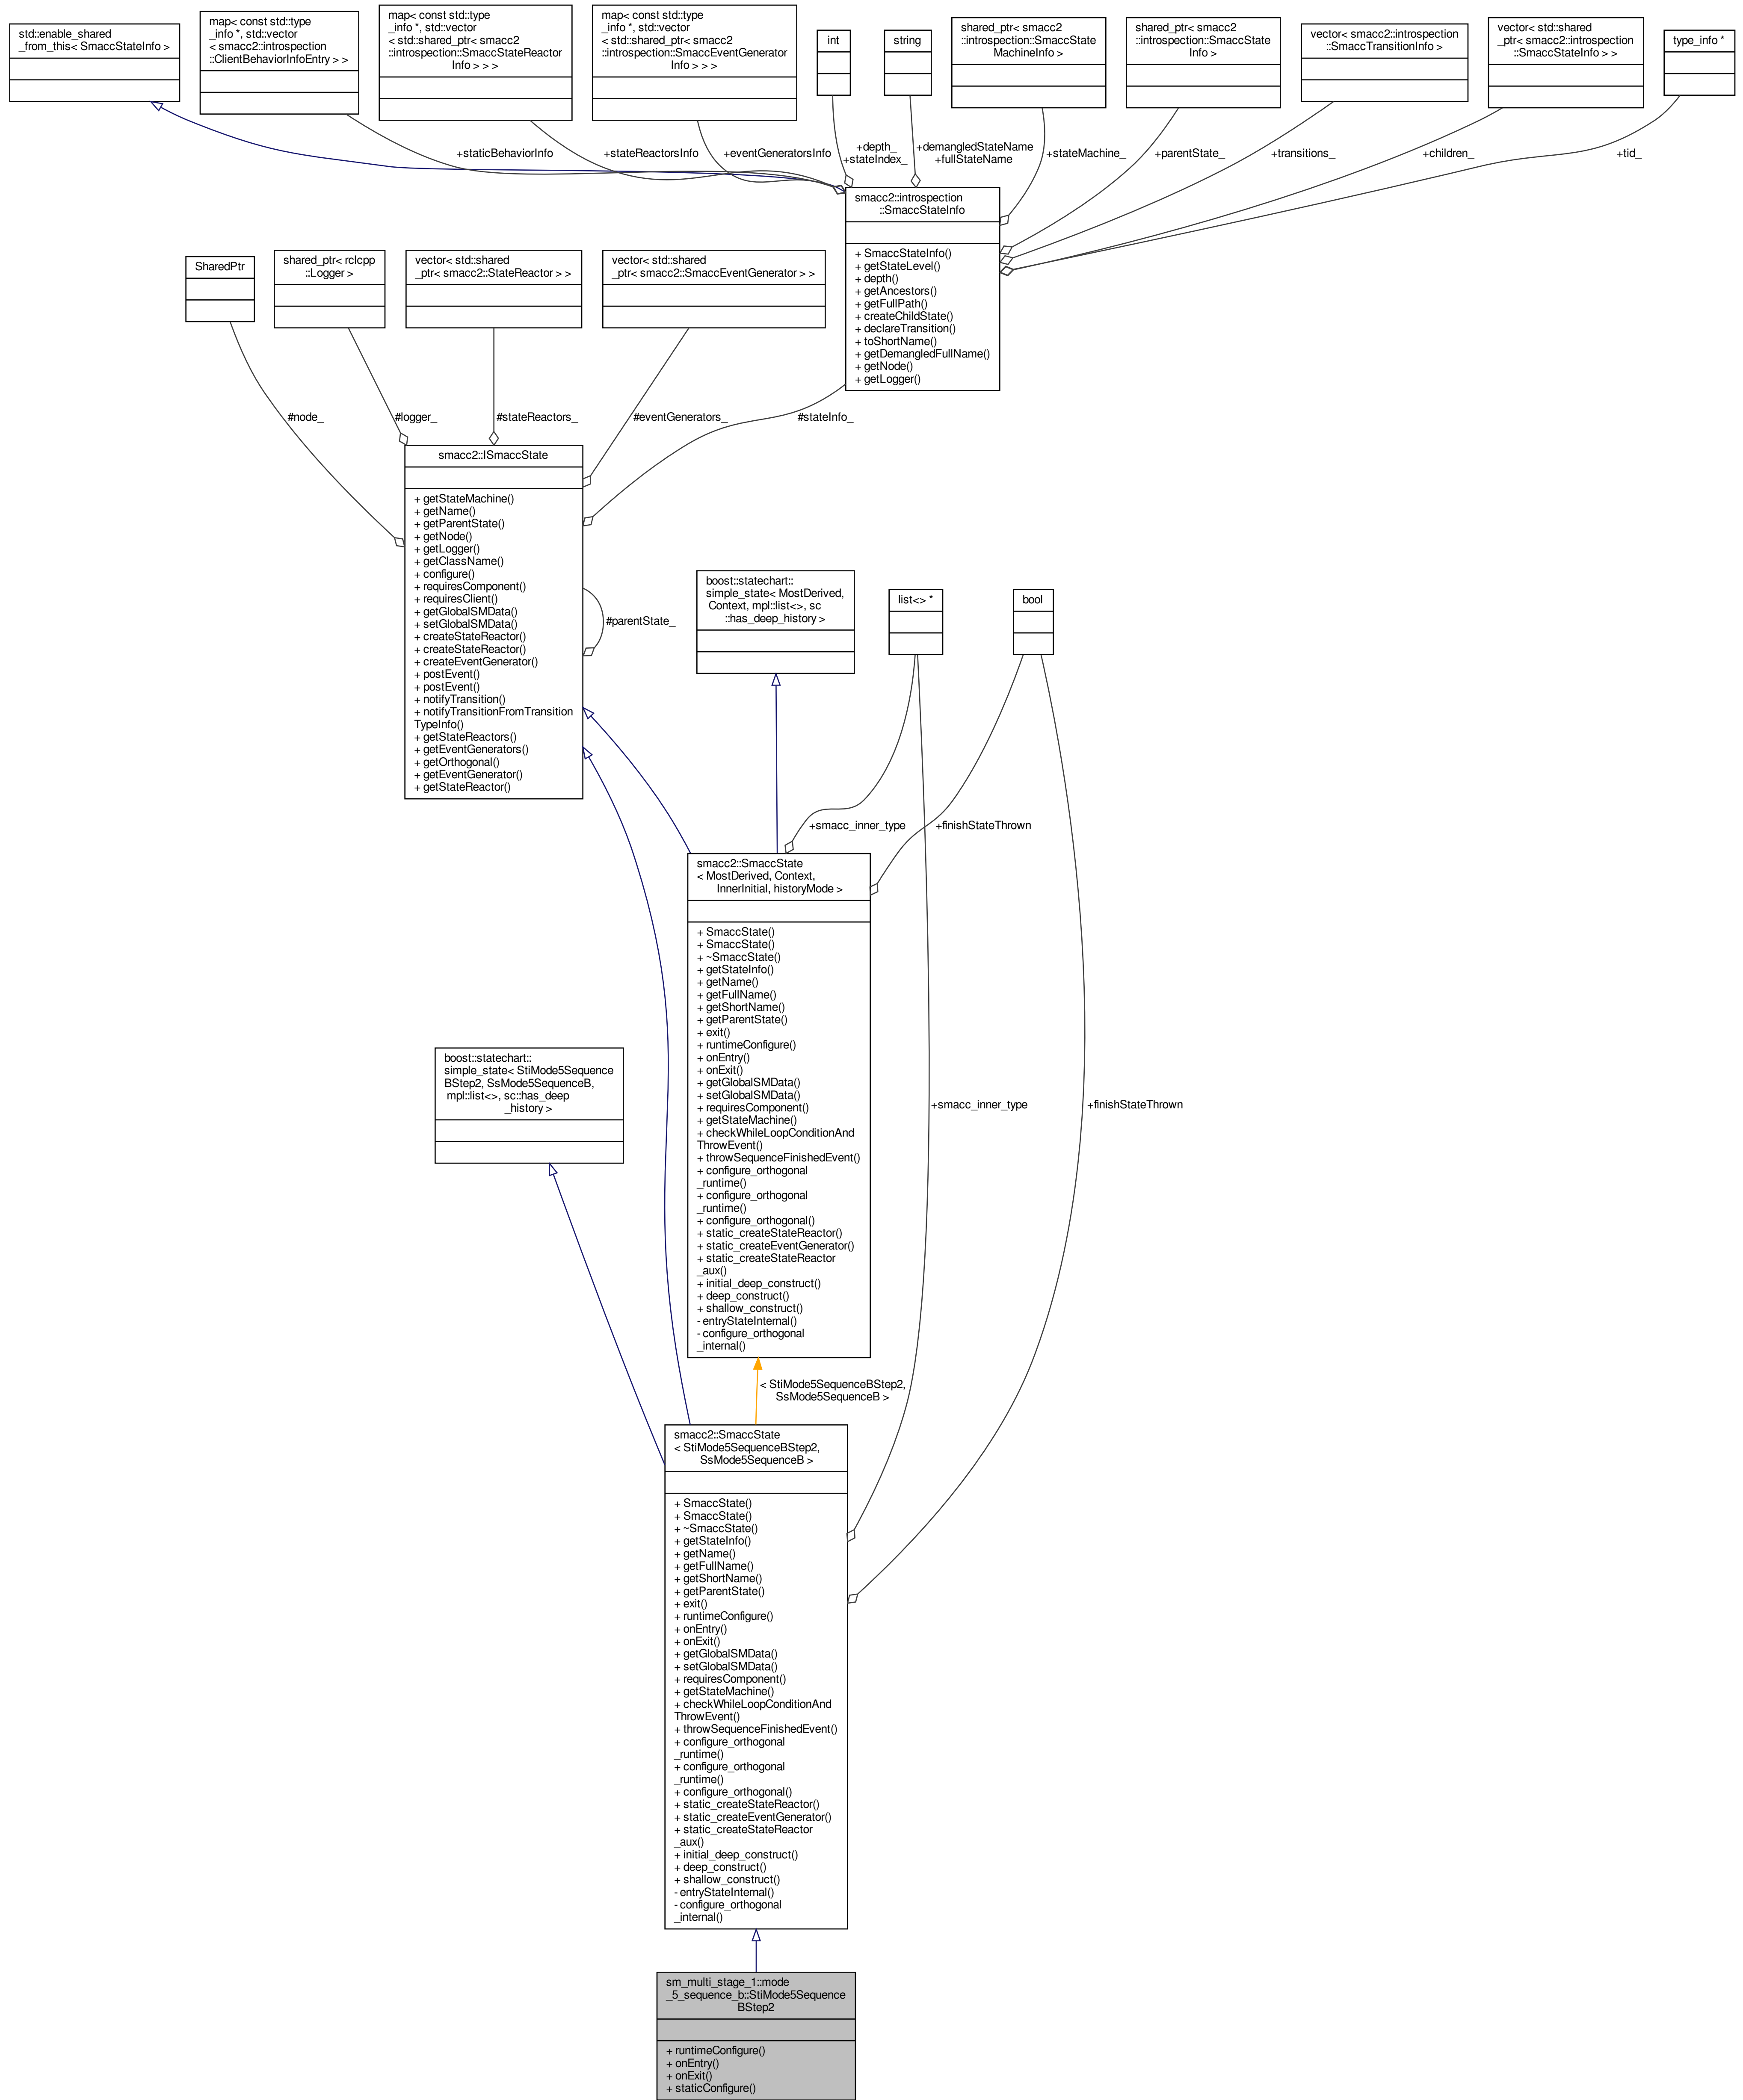 std::enable_shared
_from_this< SmaccStateInfo >
map< const std::type
_info *, std::vector
< smacc2::introspection
::ClientBehaviorInfoEntry > >
map< const std::type
_info *, std::vector
< std::shared_ptr< smacc2
::introspection::SmaccStateReactor
Info > > >
map< const std::type
_info *, std::vector
< std::shared_ptr< smacc2
::introspection::SmaccEventGenerator
Info > > >
int
string
shared_ptr< smacc2
::introspection::SmaccState
MachineInfo >
shared_ptr< smacc2
::introspection::SmaccState
Info >
vector< smacc2::introspection
::SmaccTransitionInfo >
vector< std::shared
_ptr< smacc2::introspection
::SmaccStateInfo > >
type_info *
+staticBehaviorInfo
+stateReactorsInfo
+eventGeneratorsInfo
+depth_
+stateIndex_
+demangledStateName
+fullStateName
+stateMachine_
+parentState_
+transitions_
+children_
+tid_
smacc2::introspection
::SmaccStateInfo
+ SmaccStateInfo()
+ getStateLevel()
+ depth()
+ getAncestors()
+ getFullPath()
+ createChildState()
+ declareTransition()
+ toShortName()
+ getDemangledFullName()
+ getNode()
+ getLogger()
SharedPtr
shared_ptr< rclcpp
::Logger >
vector< std::shared
_ptr< smacc2::StateReactor > >
vector< std::shared
_ptr< smacc2::SmaccEventGenerator > >
#node_
#logger_
#stateReactors_
#eventGenerators_
#stateInfo_
smacc2::ISmaccState
+ getStateMachine()
+ getName()
+ getParentState()
+ getNode()
+ getLogger()
+ getClassName()
+ configure()
+ requiresComponent()
+ requiresClient()
+ getGlobalSMData()
+ setGlobalSMData()
+ createStateReactor()
+ createStateReactor()
+ createEventGenerator()
+ postEvent()
+ postEvent()
+ notifyTransition()
+ notifyTransitionFromTransition
TypeInfo()
+ getStateReactors()
+ getEventGenerators()
+ getOrthogonal()
+ getEventGenerator()
+ getStateReactor()
#parentState_
boost::statechart::
simple_state< MostDerived,
Context, mpl::list<>, sc
::has_deep_history >
list<> *
bool
+smacc_inner_type
+finishStateThrown
smacc2::SmaccState
< MostDerived, Context,
InnerInitial, historyMode >
+ SmaccState()
+ SmaccState()
+ ~SmaccState()
+ getStateInfo()
+ getName()
+ getFullName()
+ getShortName()
+ getParentState()
+ exit()
+ runtimeConfigure()
+ onEntry()
+ onExit()
+ getGlobalSMData()
+ setGlobalSMData()
+ requiresComponent()
+ getStateMachine()
+ checkWhileLoopConditionAnd
ThrowEvent()
+ throwSequenceFinishedEvent()
+ configure_orthogonal
_runtime()
+ configure_orthogonal
_runtime()
+ configure_orthogonal()
+ static_createStateReactor()
+ static_createEventGenerator()
+ static_createStateReactor
_aux()
+ initial_deep_construct()
+ deep_construct()
+ shallow_construct()
- entryStateInternal()
- configure_orthogonal
_internal()
boost::statechart::
simple_state< StiMode5Sequence
BStep2, SsMode5SequenceB,
mpl::list<>, sc::has_deep
_history >
+smacc_inner_type
+finishStateThrown
< StiMode5SequenceBStep2,
SsMode5SequenceB >
smacc2::SmaccState
< StiMode5SequenceBStep2,
SsMode5SequenceB >
+ SmaccState()
+ SmaccState()
+ ~SmaccState()
+ getStateInfo()
+ getName()
+ getFullName()
+ getShortName()
+ getParentState()
+ exit()
+ runtimeConfigure()
+ onEntry()
+ onExit()
+ getGlobalSMData()
+ setGlobalSMData()
+ requiresComponent()
+ getStateMachine()
+ checkWhileLoopConditionAnd
ThrowEvent()
+ throwSequenceFinishedEvent()
+ configure_orthogonal
_runtime()
+ configure_orthogonal
_runtime()
+ configure_orthogonal()
+ static_createStateReactor()
+ static_createEventGenerator()
+ static_createStateReactor
_aux()
+ initial_deep_construct()
+ deep_construct()
+ shallow_construct()
- entryStateInternal()
- configure_orthogonal
_internal()
sm_multi_stage_1::mode
_5_sequence_b::StiMode5Sequence
BStep2
+ runtimeConfigure()
+ onEntry()
+ onExit()
+ staticConfigure()